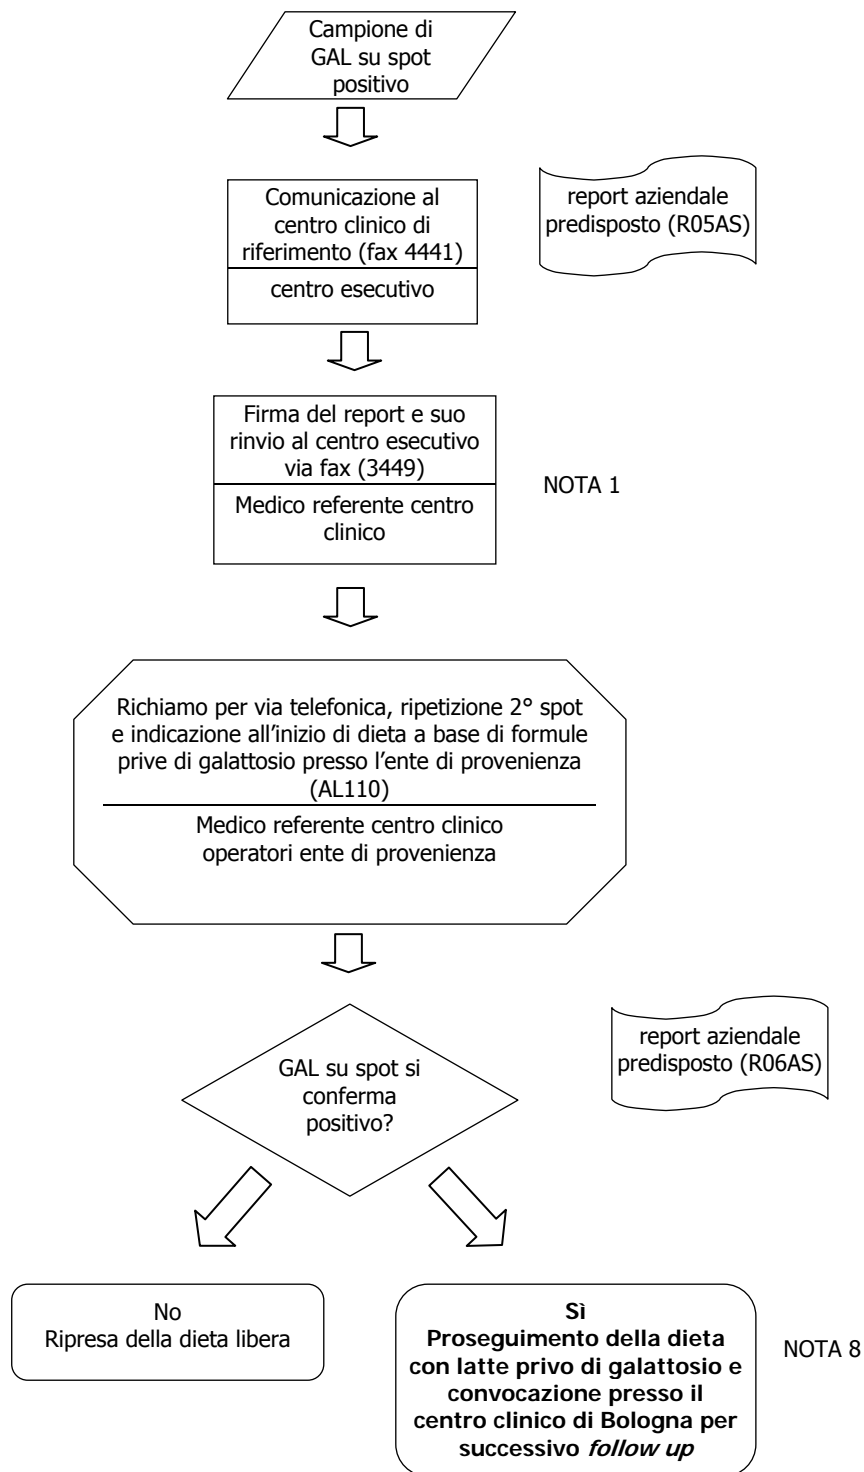 Campione di
GAL su spot
positivo
Comunicazione al
centro clinico di
riferimento (fax 4441)
centro esecutivo
report aziendale
predisposto (R05AS)
Firma del report e suo
rinvio al centro esecutivo
via fax (3449)
Medico referente centro
clinico
NOTA 1
Richiamo per via telefonica, ripetizione 2° spot
e indicazione all'inizio di dieta a base di formule
prive di galattosio presso l'ente di provenienza
(AL110)
Medico referente centro clinico
operatori ente di provenienza
GAL su spot si
conferma
positivo?
report aziendale
predisposto (R06AS)
No
Ripresa della dieta libera
Sì
Proseguimento della dieta
con latte privo di galattosio e
convocazione presso il
centro clinico di Bologna per
successivo follow up
NOTA 8